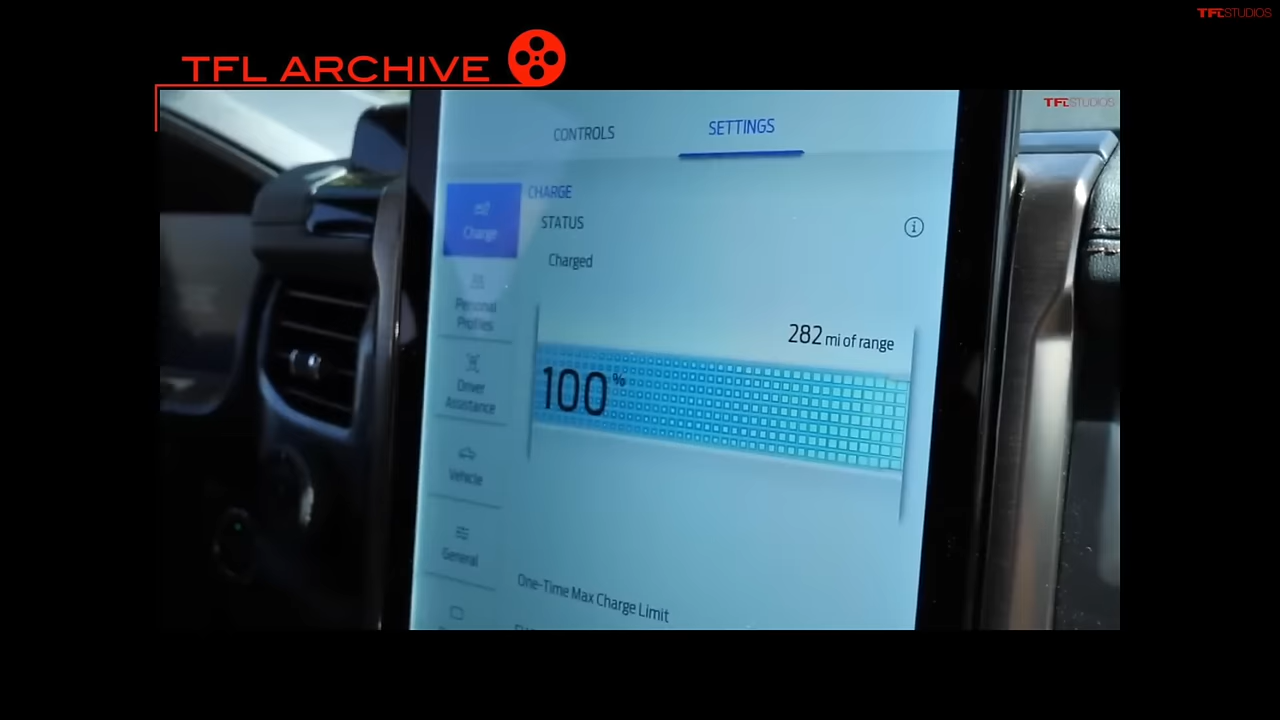 TFL STUDIOS
TFL ARCHIVE
TFL STUDIOS
CONTROLS
SETTINGS
CHARGE
STATUS
Charge
Charged
Personal
Profiles
282 mi of range
100%
Driver
Assistance
Vehicle
General
One-Time Max Charge Limit